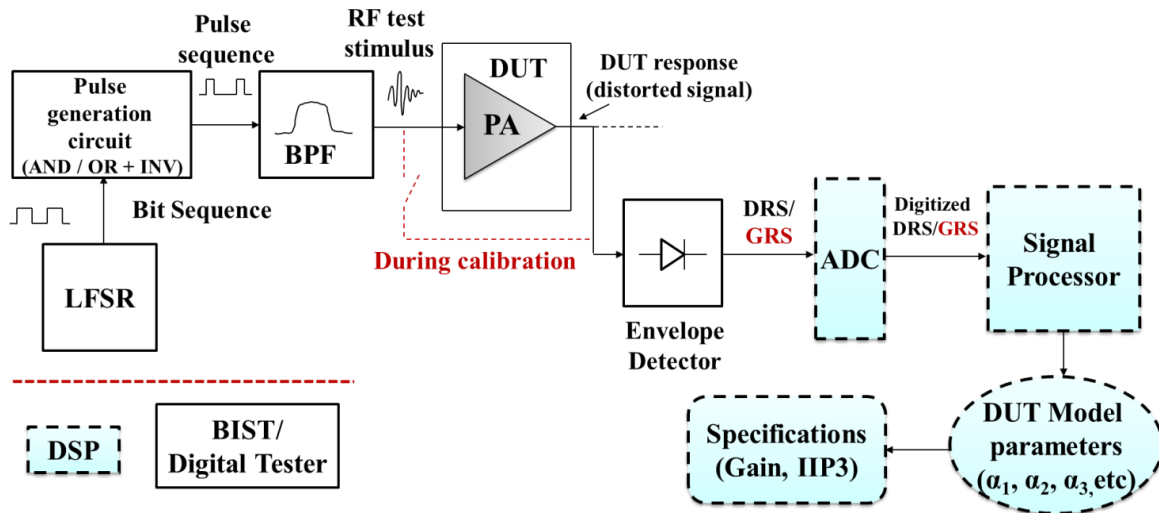 Pulse
sequence
RF test
stimulus
Pulse
generation
circuit
(AND / OR + INV)
BPF
DUT
PA
DUT response
(distorted signal)
Bit Sequence
LFSR
During calibration
Envelope
Detector
DRS/
GRS
ADC
Digitized
DRS/GRS
Signal
Processor
DUT Model
parameters
(α₁, α₂, α₃,etc)
Specifications
(Gain, IIP3)
DSP
BIST/
Digital Tester